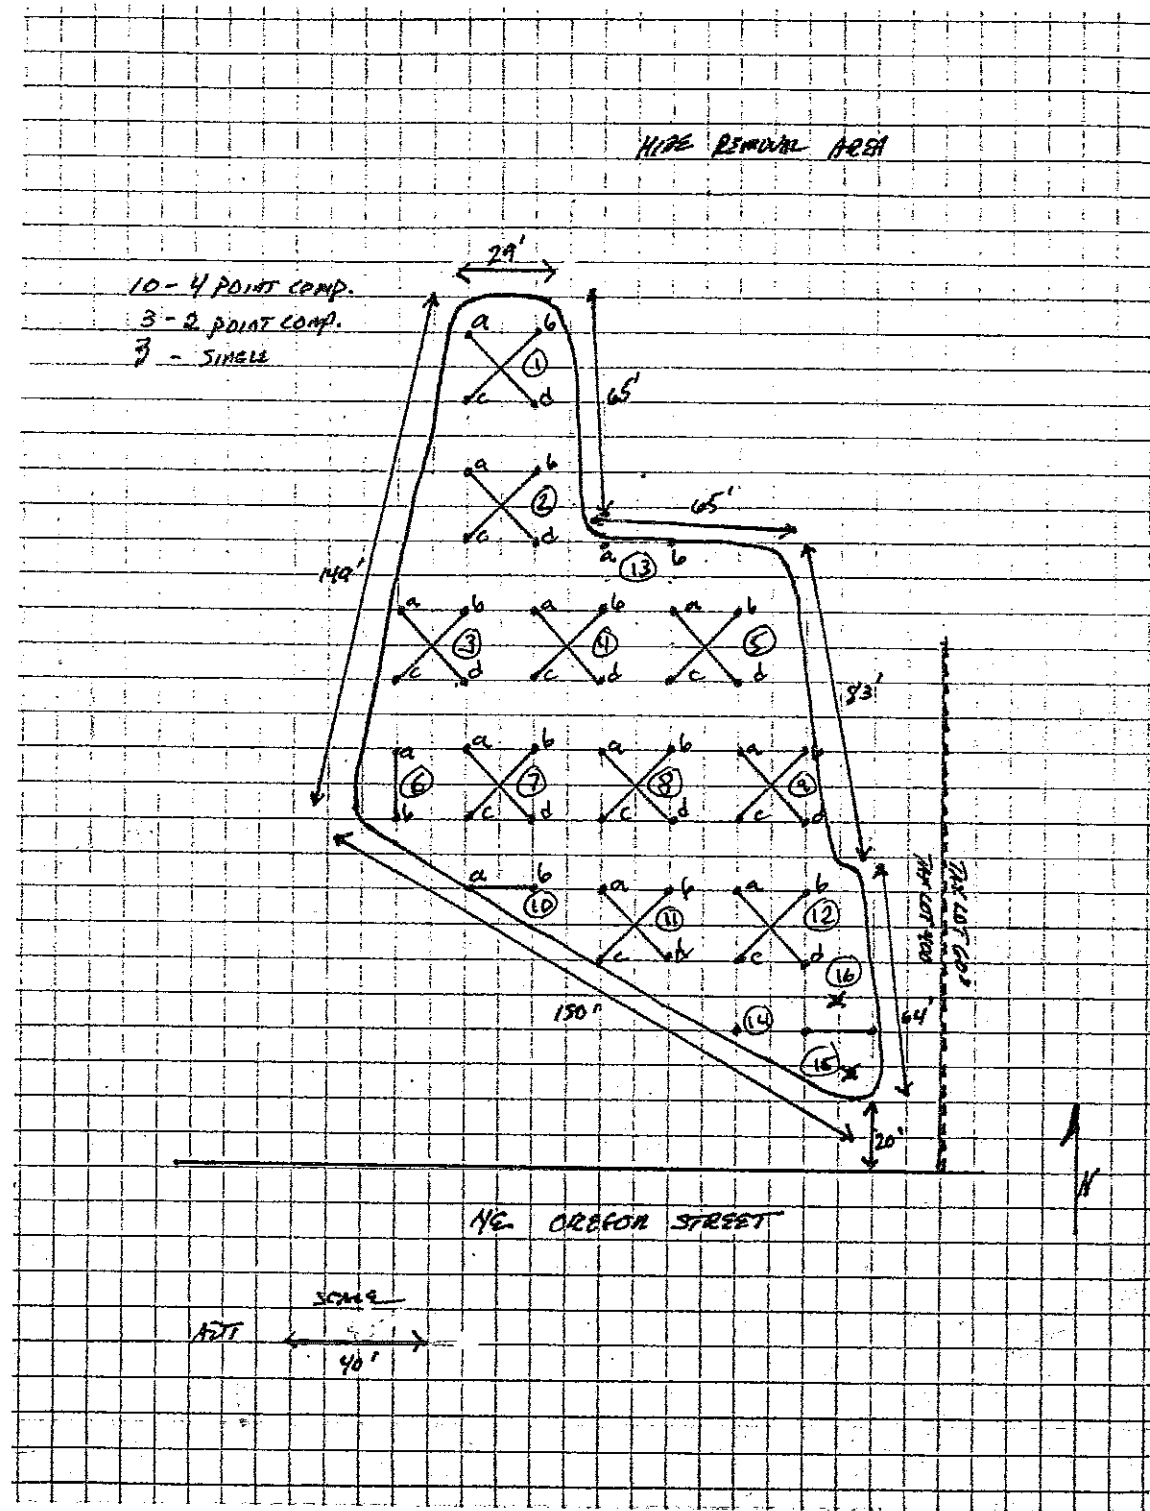 HIDE REMOVAL AREA
29'
10 - 4 POINT COMP.
3 - 2 POINT COMP.
3 - SINGLE
a b
1
c d
65'
a b
2
c d
65'
a b
13
149'
a b a b a b
3 4 5
c d c d c d
83'
a a b a b a b
6 7 8 9
b c d c d c d
TAX LOT 400
TAX LOT 602
a b a b a b
10 11 12
c d c d
16
150'
14
64'
15
20'
N
NE OREGON STREET
SCALE
40'